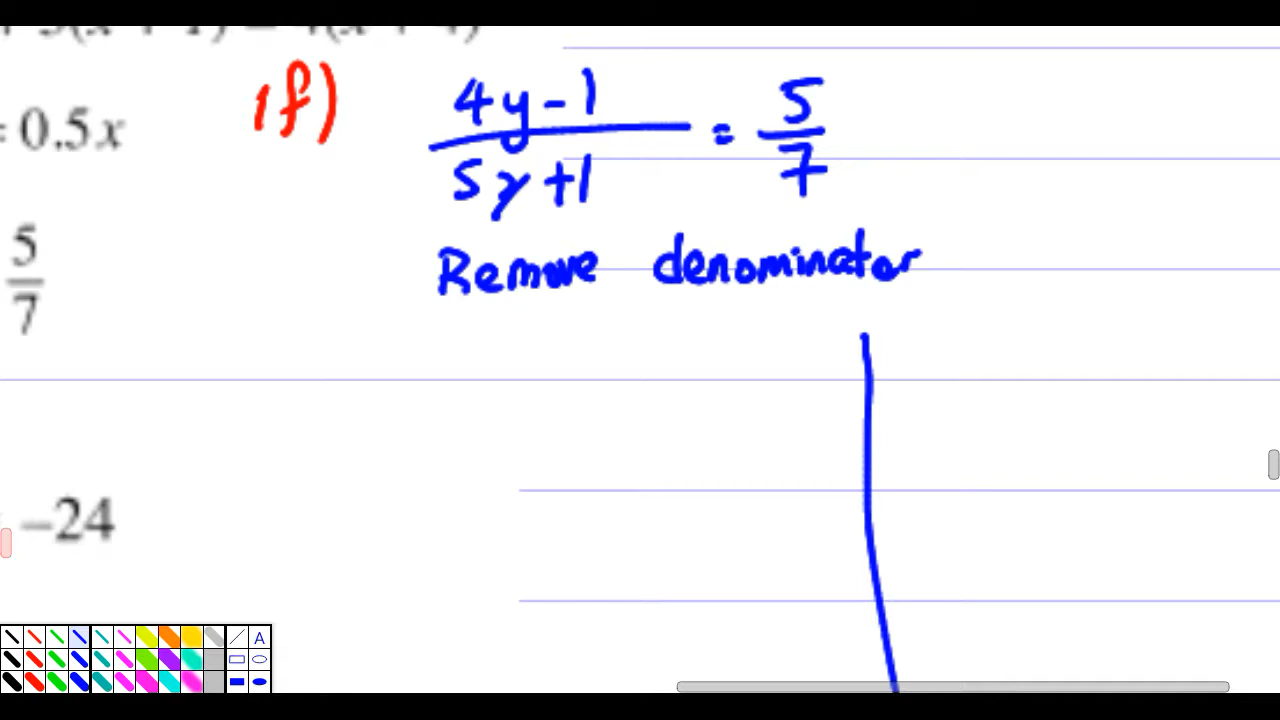 = 0.5x
1f)
4y-1
5y+1
=
5
7
Remove denominator
5
7
-24
A